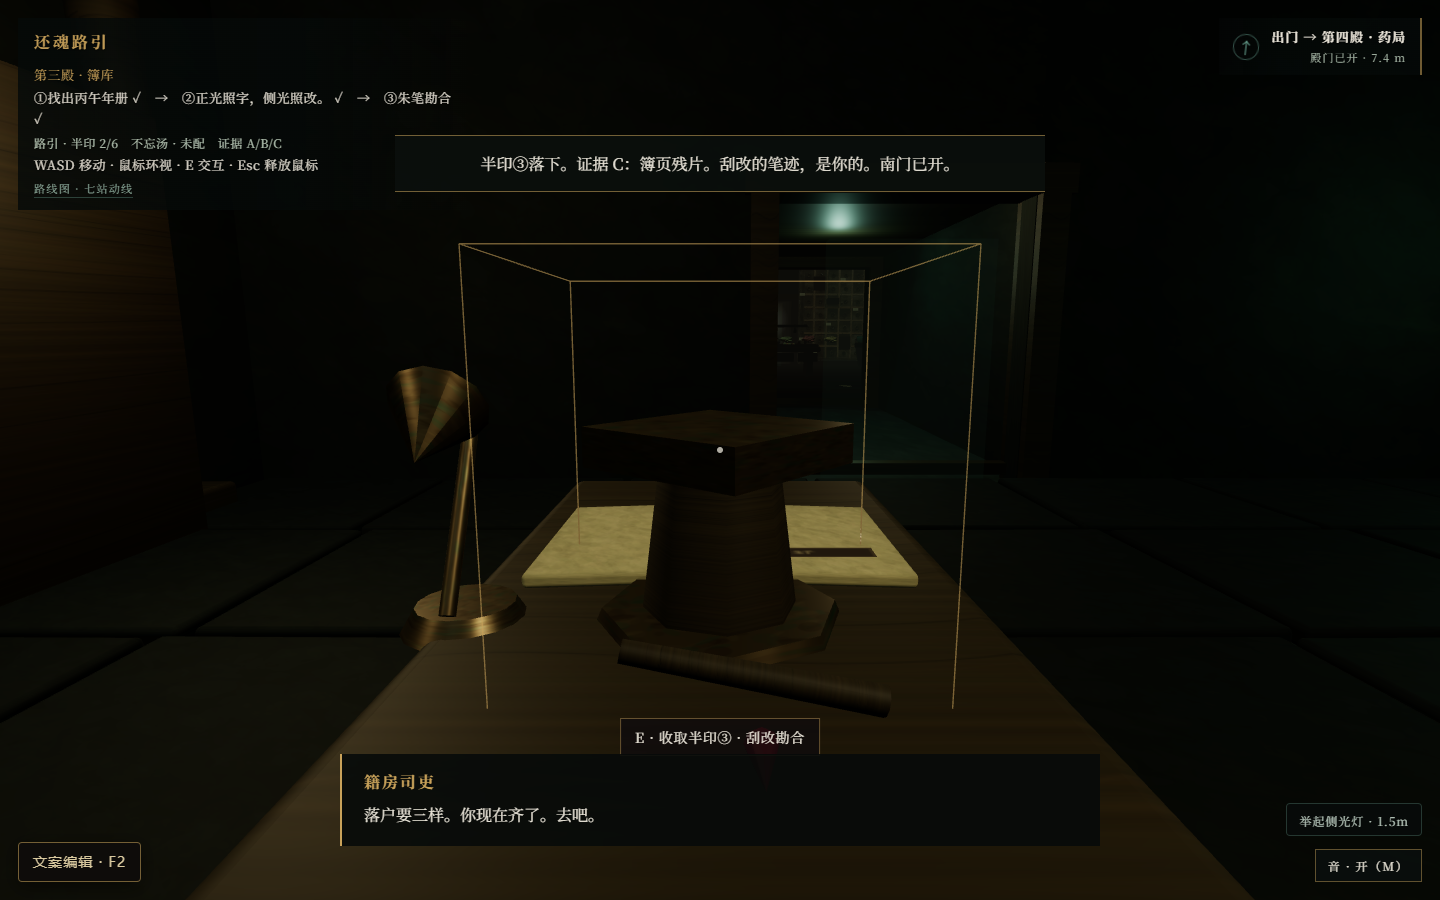 还魂路引
第三殿 · 簿库
①找出丙午年册 ✓ → ②正光照字，侧光照改。 ✓ → ③朱笔勘合
✓
路引 · 半印 2/6 不忘汤 · 未配 证据 A/B/C
WASD 移动 · 鼠标环视 · E 交互 · Esc 释放鼠标
路线图 · 七站动线
出门 → 第四殿 · 药局
殿门已开 · 7.4 m
半印③落下。证据 C：簿页残片。刮改的笔迹，是你的。南门已开。
E · 收取半印③ · 刮改勘合
籍房司吏
落户要三样。你现在齐了。去吧。
举起侧光灯 · 1.5m
文案编辑 · F2
音 · 开（M）